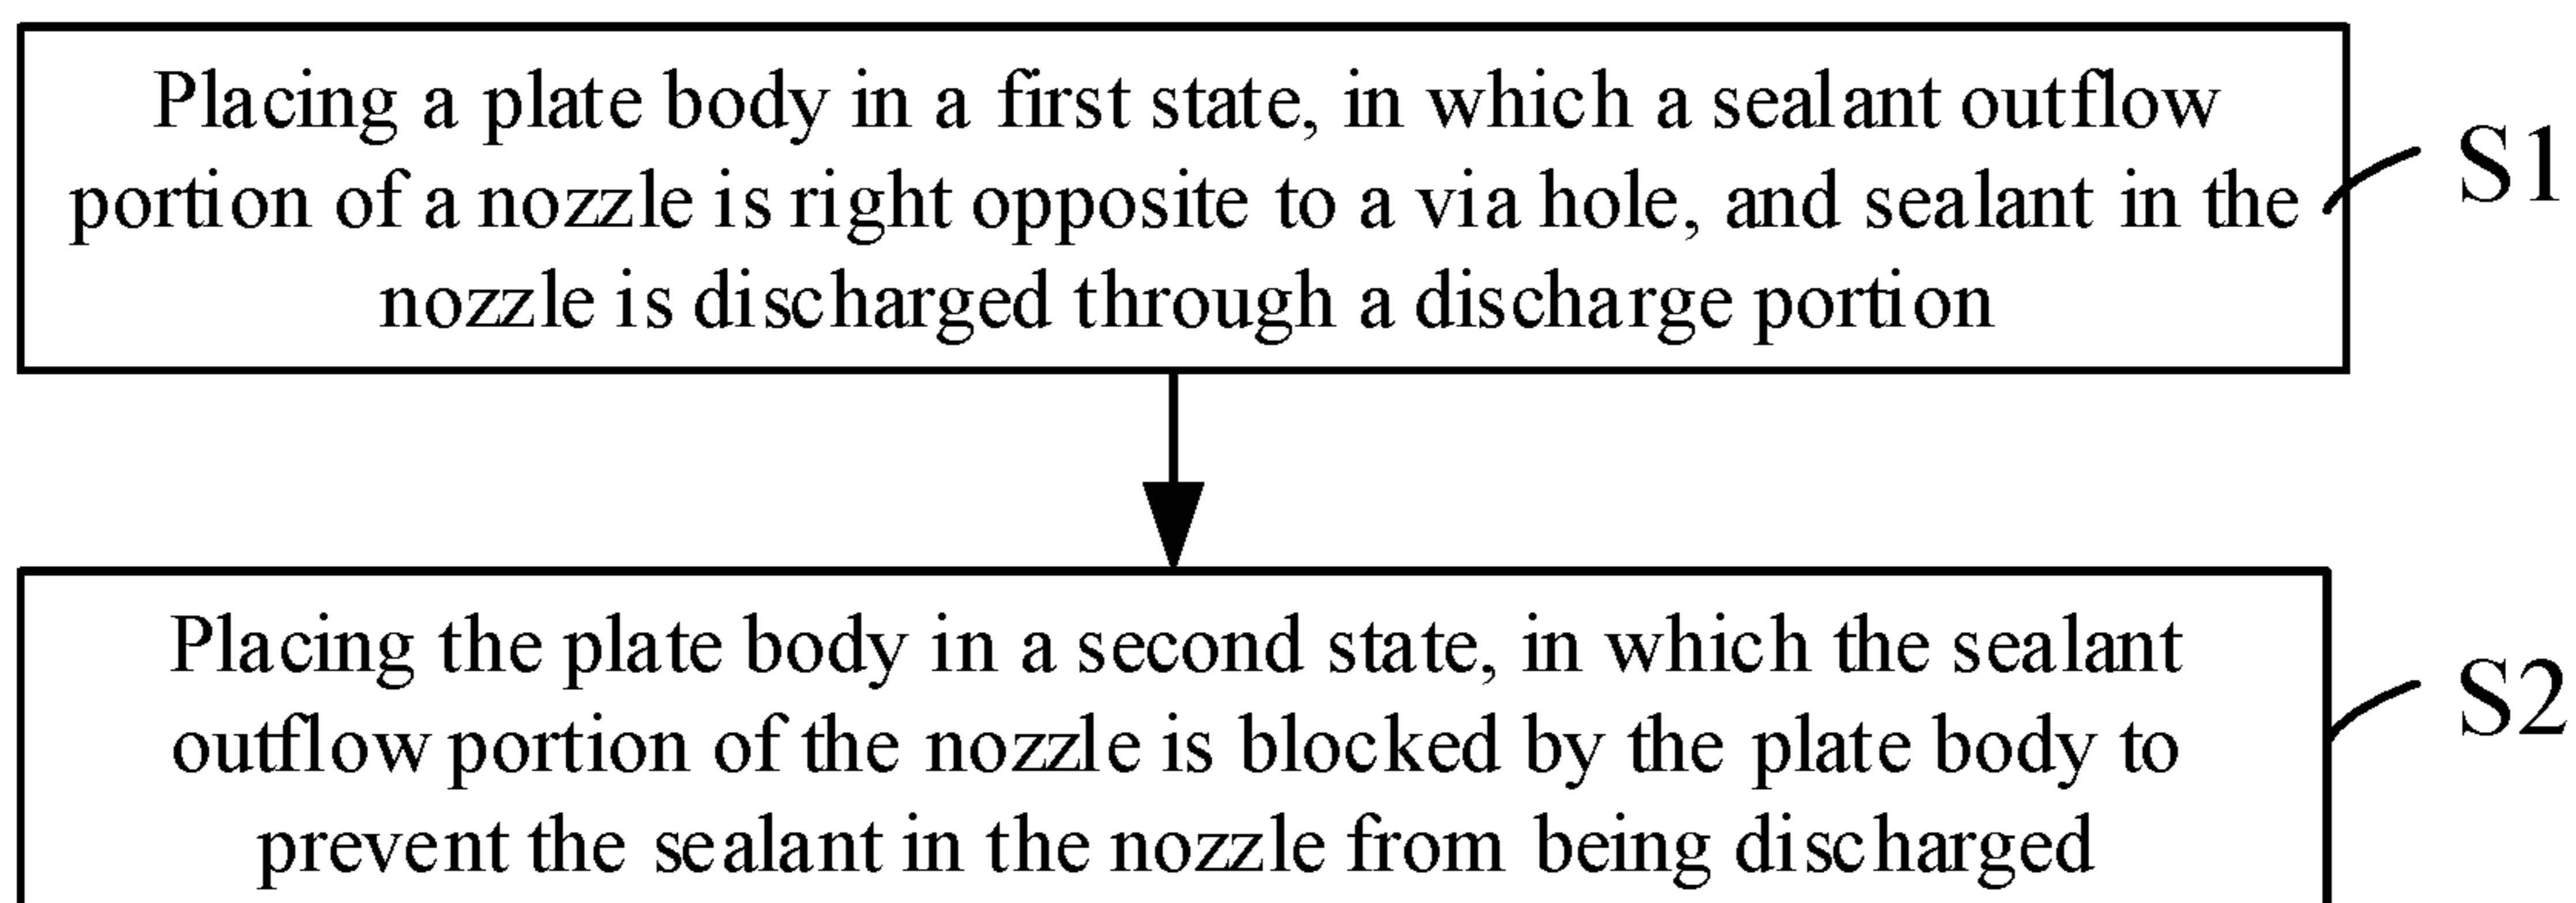 Placing a plate body in a first state, in which a sealant outflow
portion of a nozzle is right opposite to a via hole, and sealant in the
nozzle is discharged through a discharge portion
S1
Placing the plate body in a second state, in which the sealant
outflow portion of the nozzle is blocked by the plate body to
prevent the sealant in the nozzle from being discharged
S2